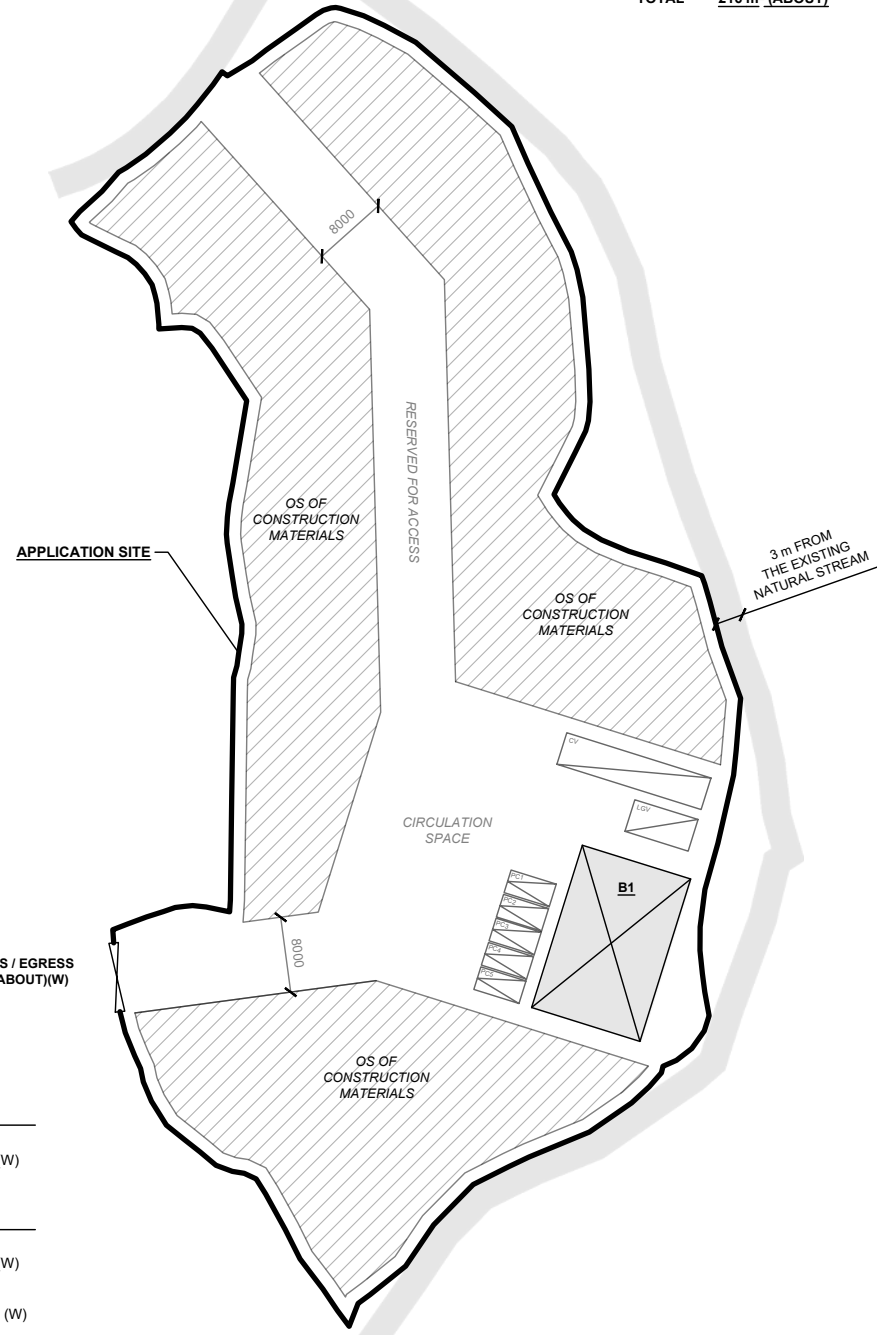 TOTAL
(ABOUT)
8000
RESERVED FOR ACCESS
OS OF
CONSTRUCTION
MATERIALS
APPLICATION SITE
3 m FROM
THE EXISTING
NATURAL STREAM
OS OF
CONSTRUCTION
MATERIALS
CV
LGV
CIRCULATION
SPACE
B1
PC1
PC2
PC3
PC4
PC5
8000
S / EGRESS
ABOUT)(W)
OS OF
CONSTRUCTION
MATERIALS
W)
W)
(W)